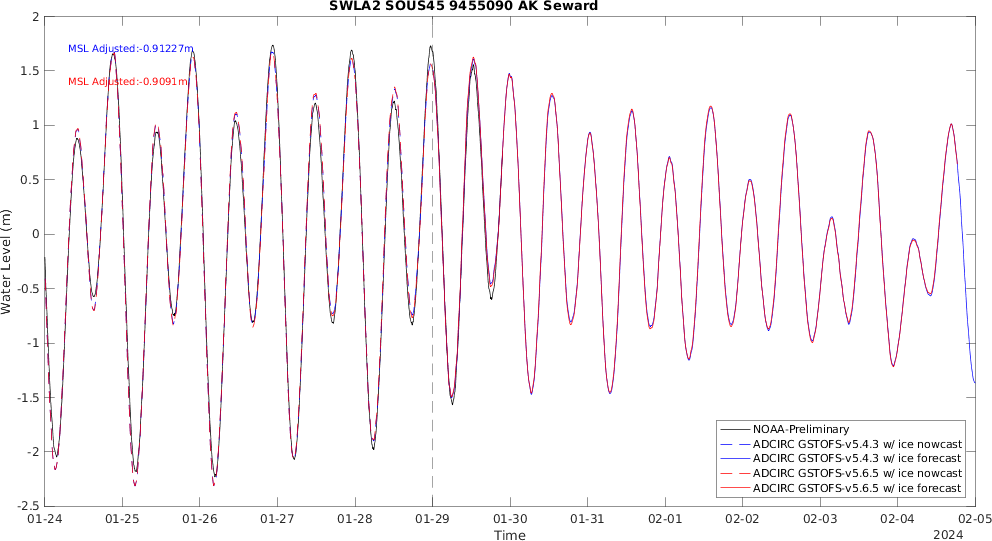 SWLA2 SOUS45 9455090 AK Seward
MSL Adjusted:-0.91227m
MSL Adjusted:-0.9091m
Water Level (m)
2
1.5
1
0.5
0
-0.5
-1
-1.5
-2
-2.5
NOAA-Preliminary
ADCIRC GSTOFS-v5.4.3 w/ ice nowcast
ADCIRC GSTOFS-v5.4.3 w/ ice forecast
ADCIRC GSTOFS-v5.6.5 w/ ice nowcast
ADCIRC GSTOFS-v5.6.5 w/ ice forecast
01-24 01-25 01-26 01-27 01-28 01-29 01-30 01-31 02-01 02-02 02-03 02-04 02-05
Time
2024